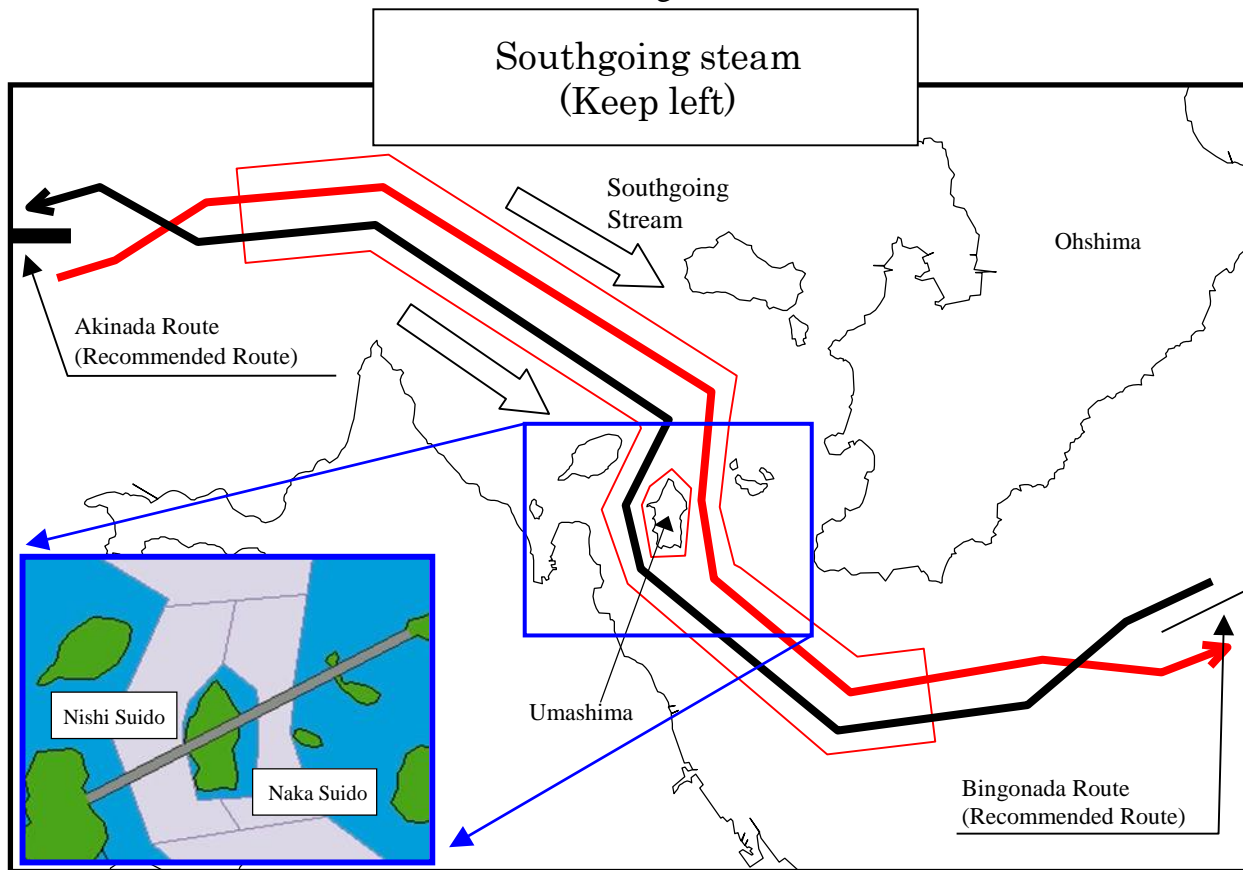 Southgoing steam
(Keep left)
Southgoing
Stream
Ohshima
Akinada Route
(Recommended Route)
Umashima
Nishi Suido
Naka Suido
Bingonada Route
(Recommended Route)